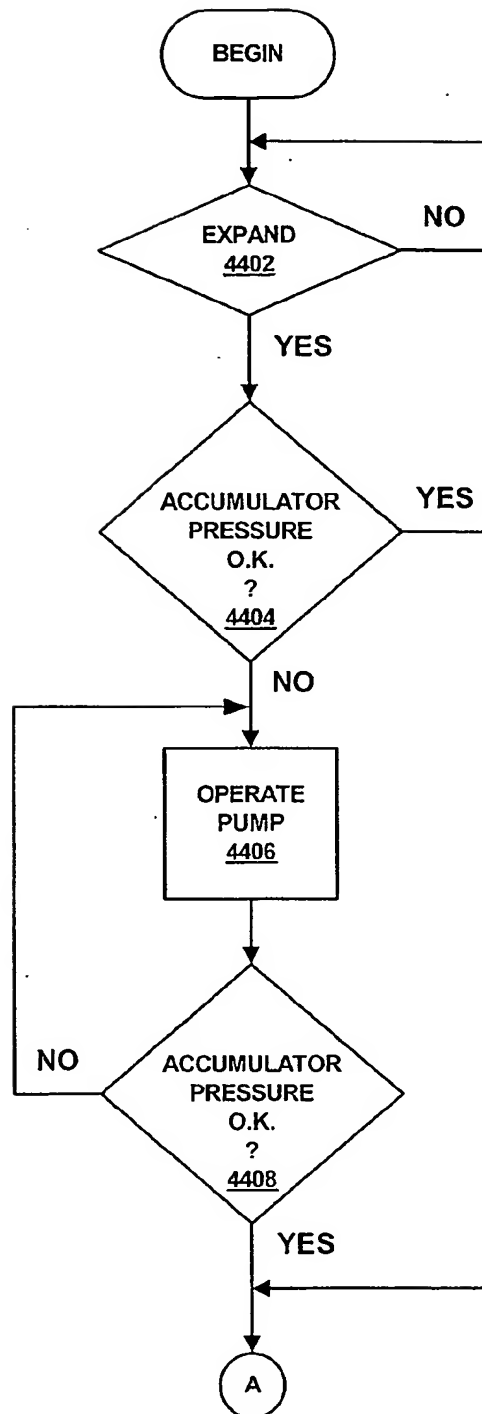 BEGIN
EXPAND
4402
NO
YES
ACCUMULATOR
PRESSURE
O.K.
?
4404
YES
NO
OPERATE
PUMP
4406
NO
ACCUMULATOR
PRESSURE
O.K.
?
4408
YES
A